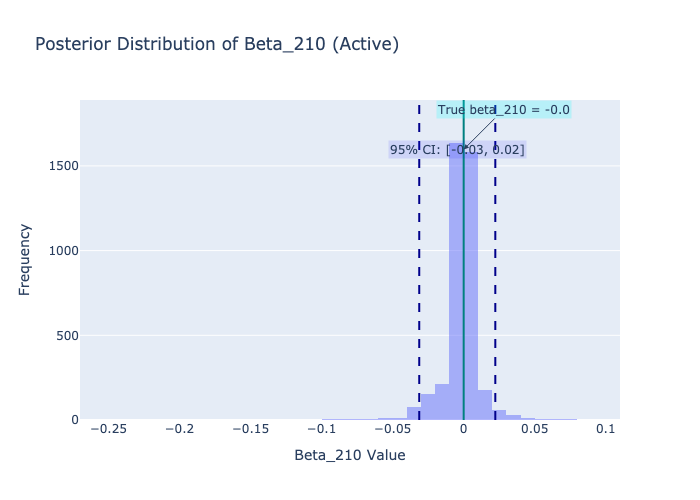 Posterior Distribution of Beta_210 (Active)
True beta_210 = -0.0
95% CI: [-0.03, 0.02]
1500
1000
500
0
Frequency
−0.25 −0.2 −0.15 −0.1 −0.05 0 0.05 0.1
Beta_210 Value